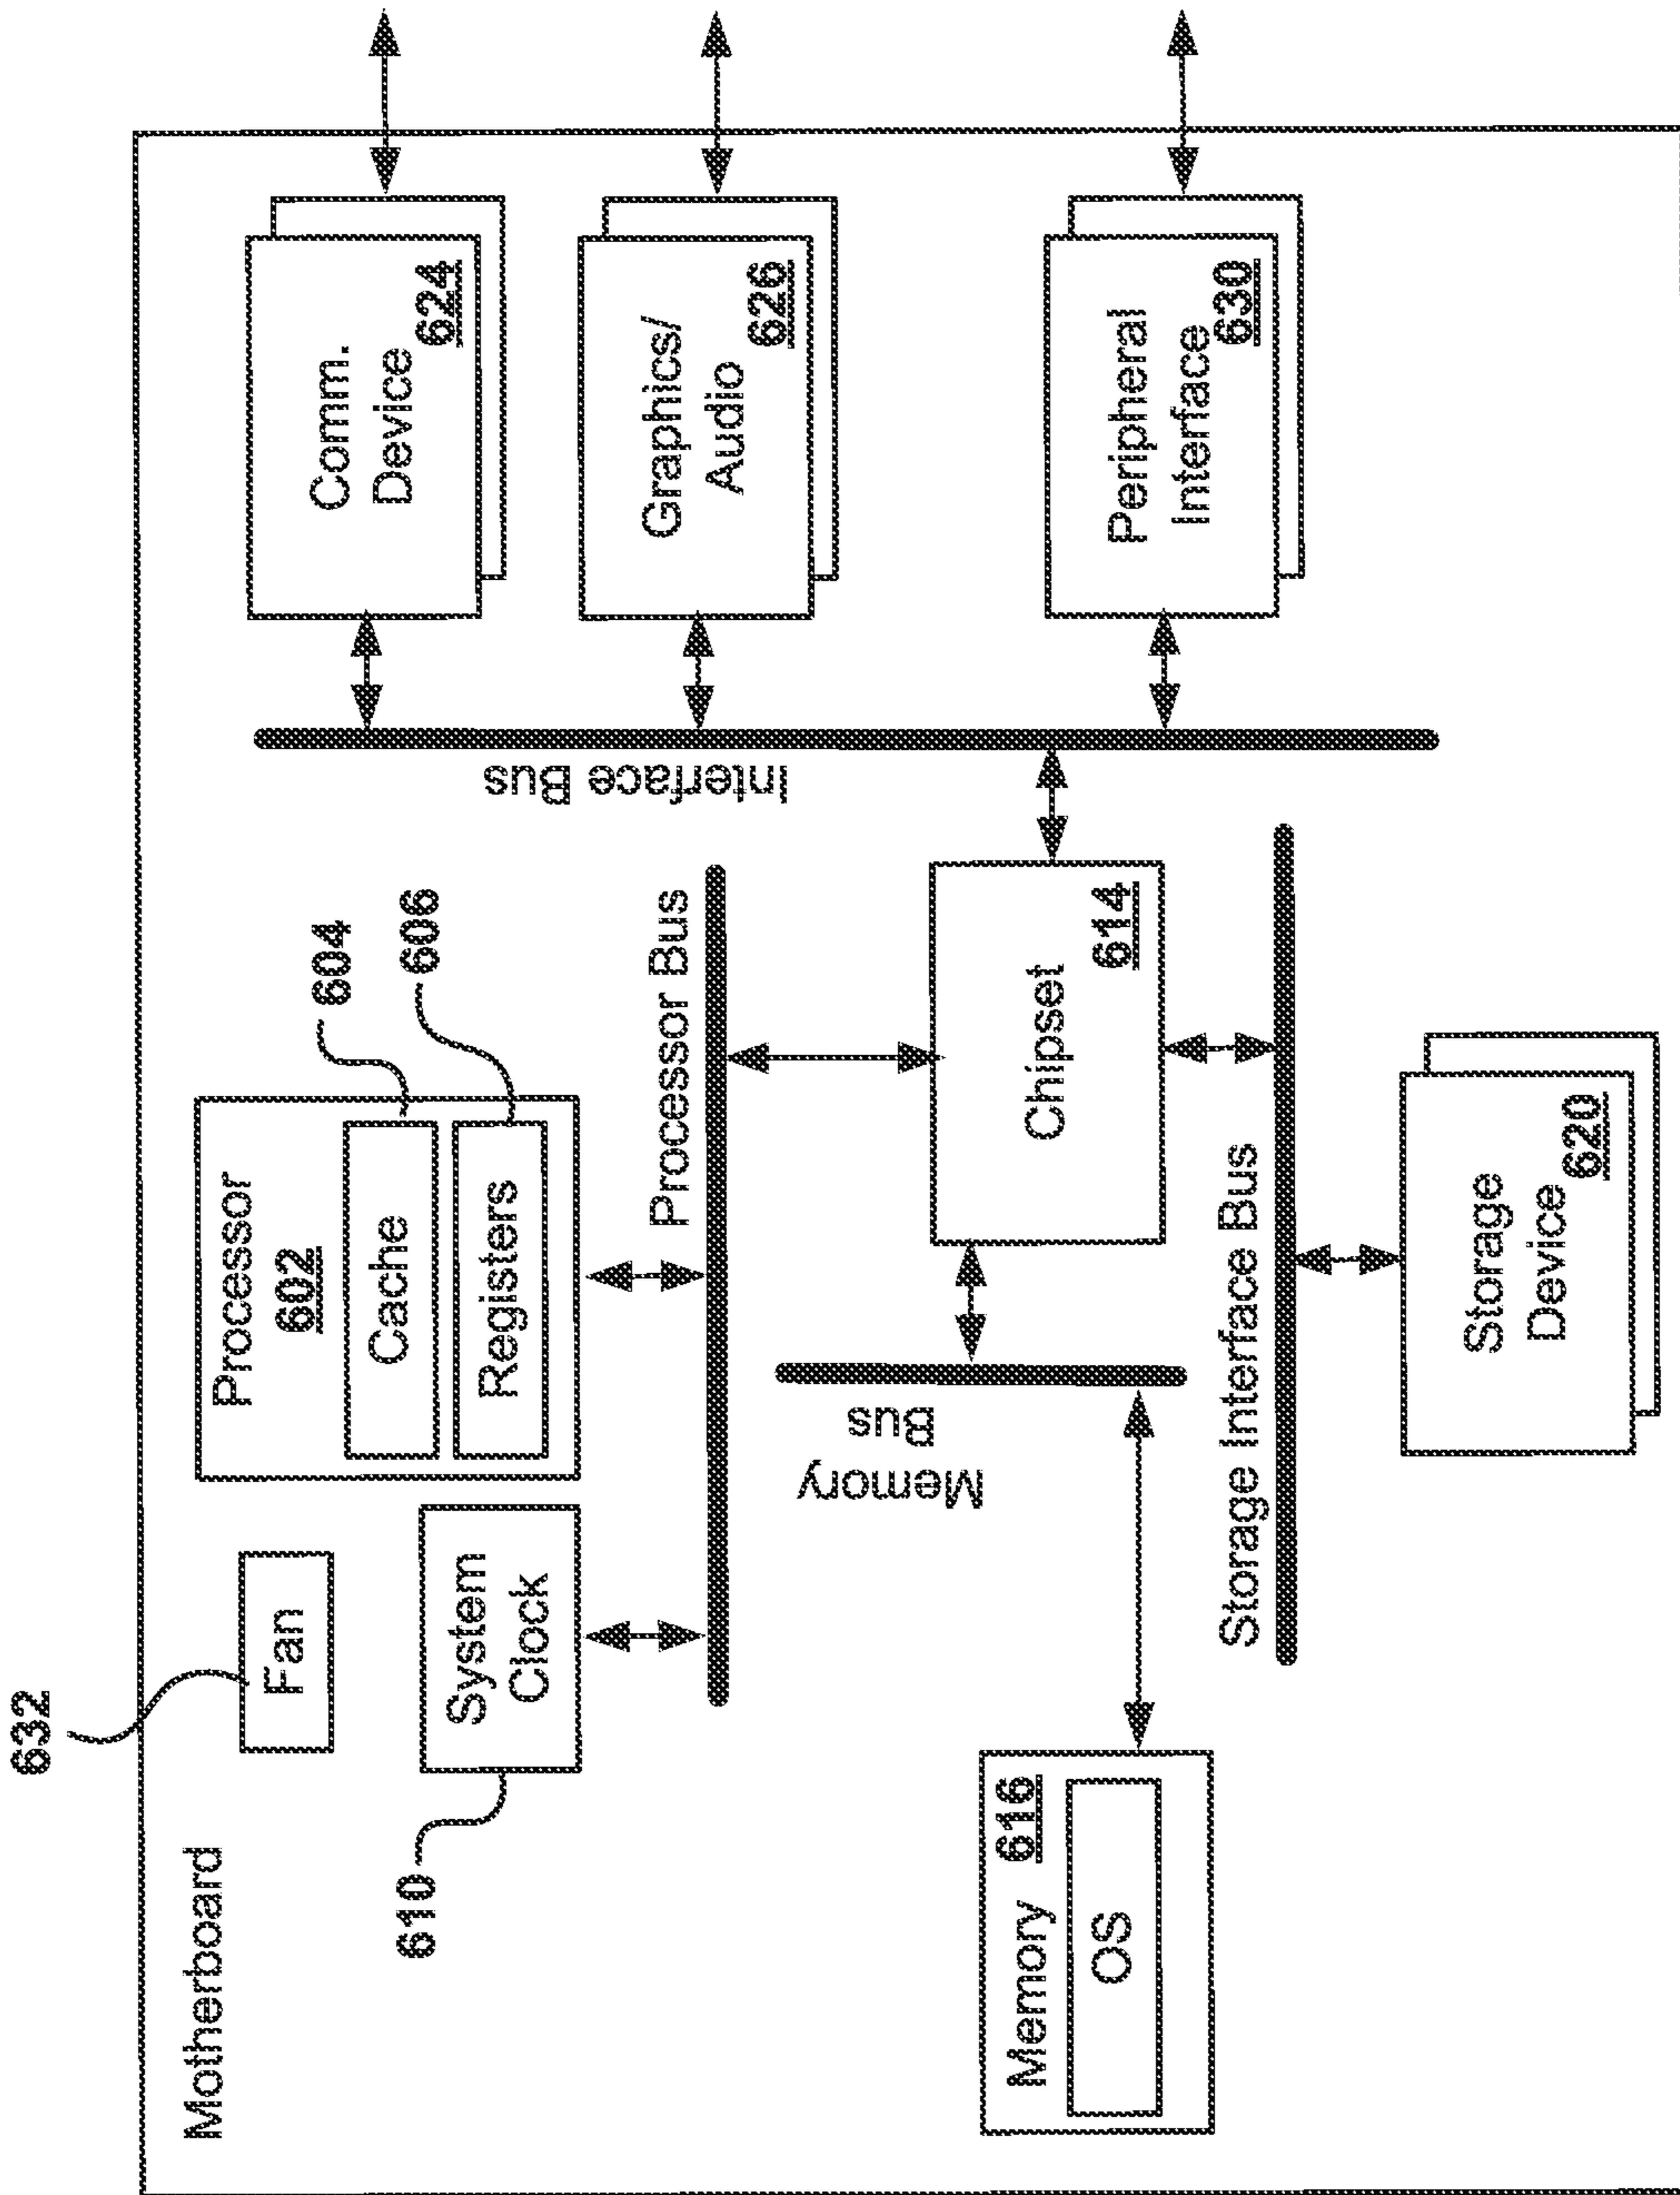 632
Motherboard
Fan
610
System
Clock
Processor
602
Cache
Registers
604
606
Processor Bus
Memory
616
OS
Memory
Bus
Chipset
614
Storage Interface Bus
Storage
Device
620
Interface Bus
Comm.
Device
624
Graphics/
Audio
626
Peripheral
Interface
630